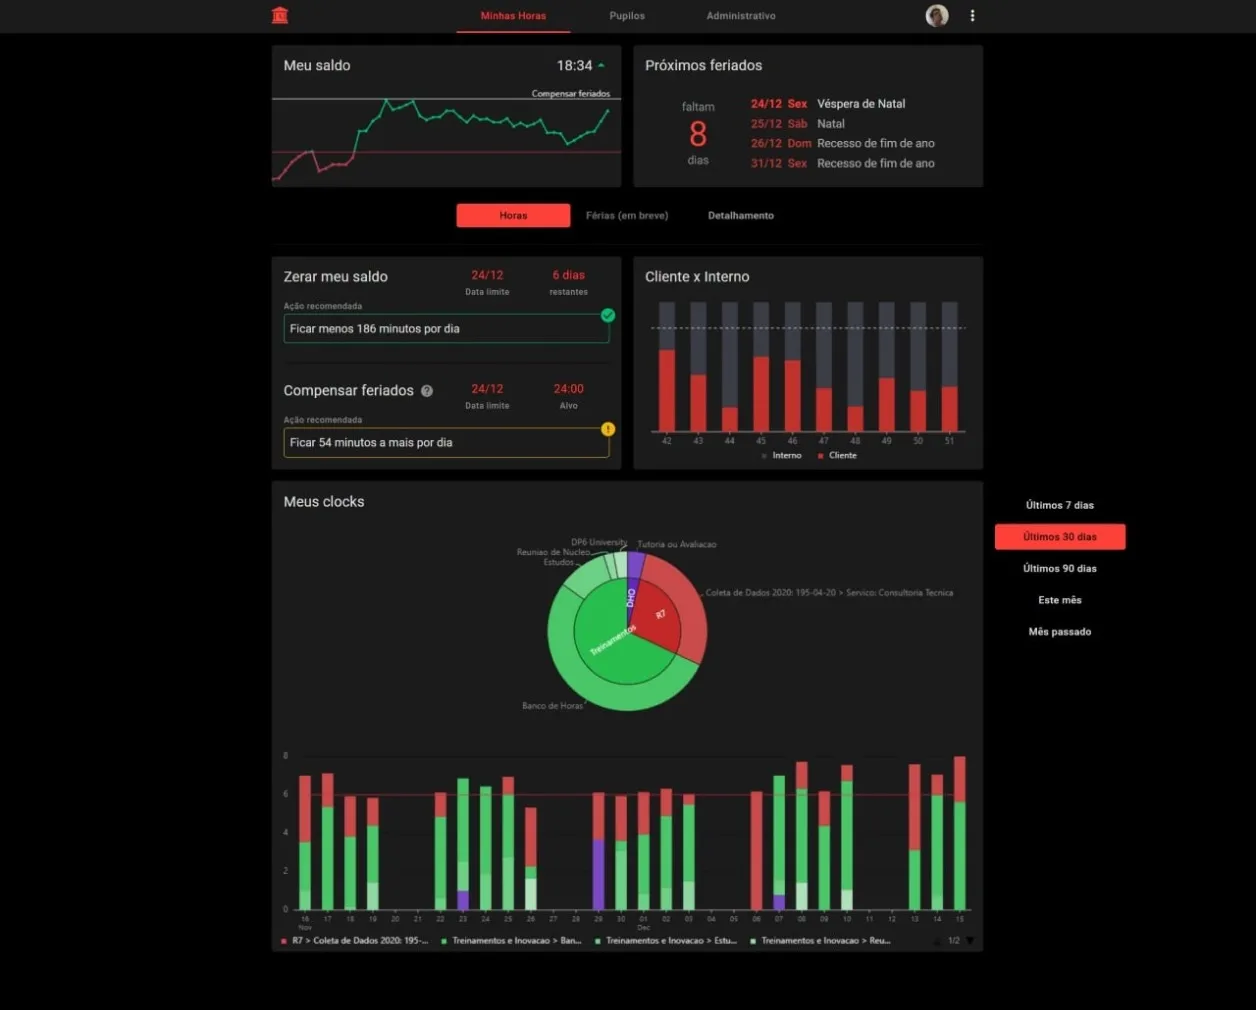 Minhas Horas
Pupilos
Administrativo
Meu saldo
18:34
Compensar feriados
Próximos feriados
faltam
8
dias
24/12 Sex Véspera de Natal
25/12 Sáb Natal
26/12 Dom Recesso de fim de ano
31/12 Sex Recesso de fim de ano
Horas
Férias (em breve)
Detalhamento
Zerar meu saldo
24/12
Data limite
6 dias
restantes
Ação recomendada
Ficar menos 186 minutos por dia
Compensar feriados ?
24/12
Data limite
24:00
Alvo
Ação recomendada
Ficar 54 minutos a mais por dia
Cliente x Interno
42 43 44 45 46 47 48 49 50 51
Interno Cliente
Meus clocks
DP6 University
Tutoria ou Avaliacao
Reuniao de Nucleo
Estudos
Coleta de Dados 2020: 195-04-20 > Servico: Consultoria Tecnica
OHD
R7
Treinamentos
Banco de Horas
Últimos 7 dias
Últimos 30 dias
Últimos 90 dias
Este mês
Mês passado
8
6
4
2
0
16 17 18 19 20 21 22 23 24 25 26 27 28 29 30 01 02 03 04 05 06 07 08 09 10 11 12 13 14 15
Nov Dec
R7 > Coleta de Dados 2020: 195-...
Treinamentos e Inovacao > Ban...
Treinamentos e Inovacao > Estu...
Treinamentos e Inovacao > Reu...
1/2